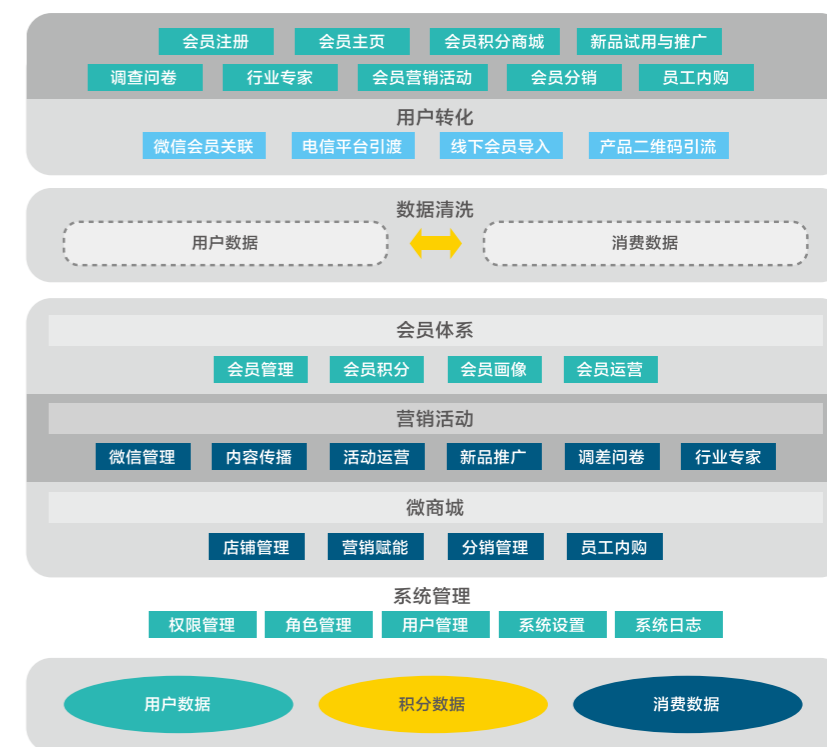 会员注册 会员主页 会员积分商城 新品试用与推广
调查问卷 行业专家 会员营销活动 会员分销 员工内购
用户转化
微信会员关联 电信平台引渡 线下会员导入 产品二维码引流
数据清洗
用户数据 消费数据
会员体系
会员管理 会员积分 会员画像 会员运营
营销活动
微信管理 内容传播 活动运营 新品推广 调差问卷 行业专家
微商城
店铺管理 营销赋能 分销管理 员工内购
系统管理
权限管理 角色管理 用户管理 系统设置 系统日志
用户数据 积分数据 消费数据